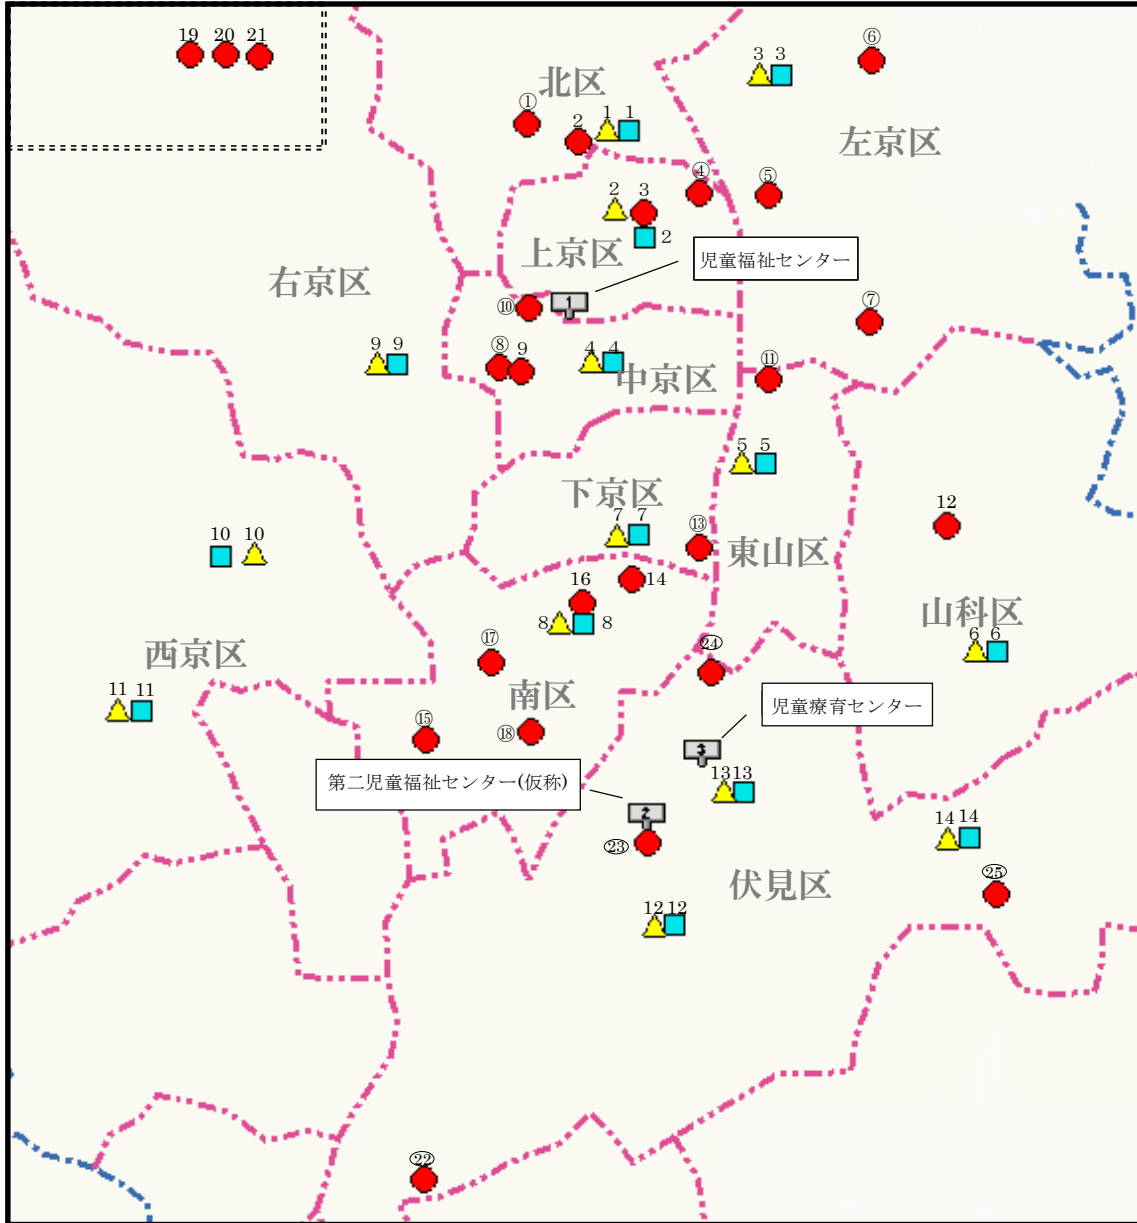 19 20 21
⑥
3 3
北区
①
2
1 1
左京区
④
⑤
2
3
2
上京区
児童福祉センター
右京区
⑩
1
⑦
9 9
⑧ 9
4 4
中京区
⑪
5 5
下京区
12
7 7
⑬
東山区
10 10
14
16
8 8
山科区
6 6
西京区
⑰
㉔
11 11
南区
児童療育センター
⑮
⑱
3
第二児童福祉センター(仮称)
13 13
2
㉓
14 14
伏見区
㉕
12 12
㉒